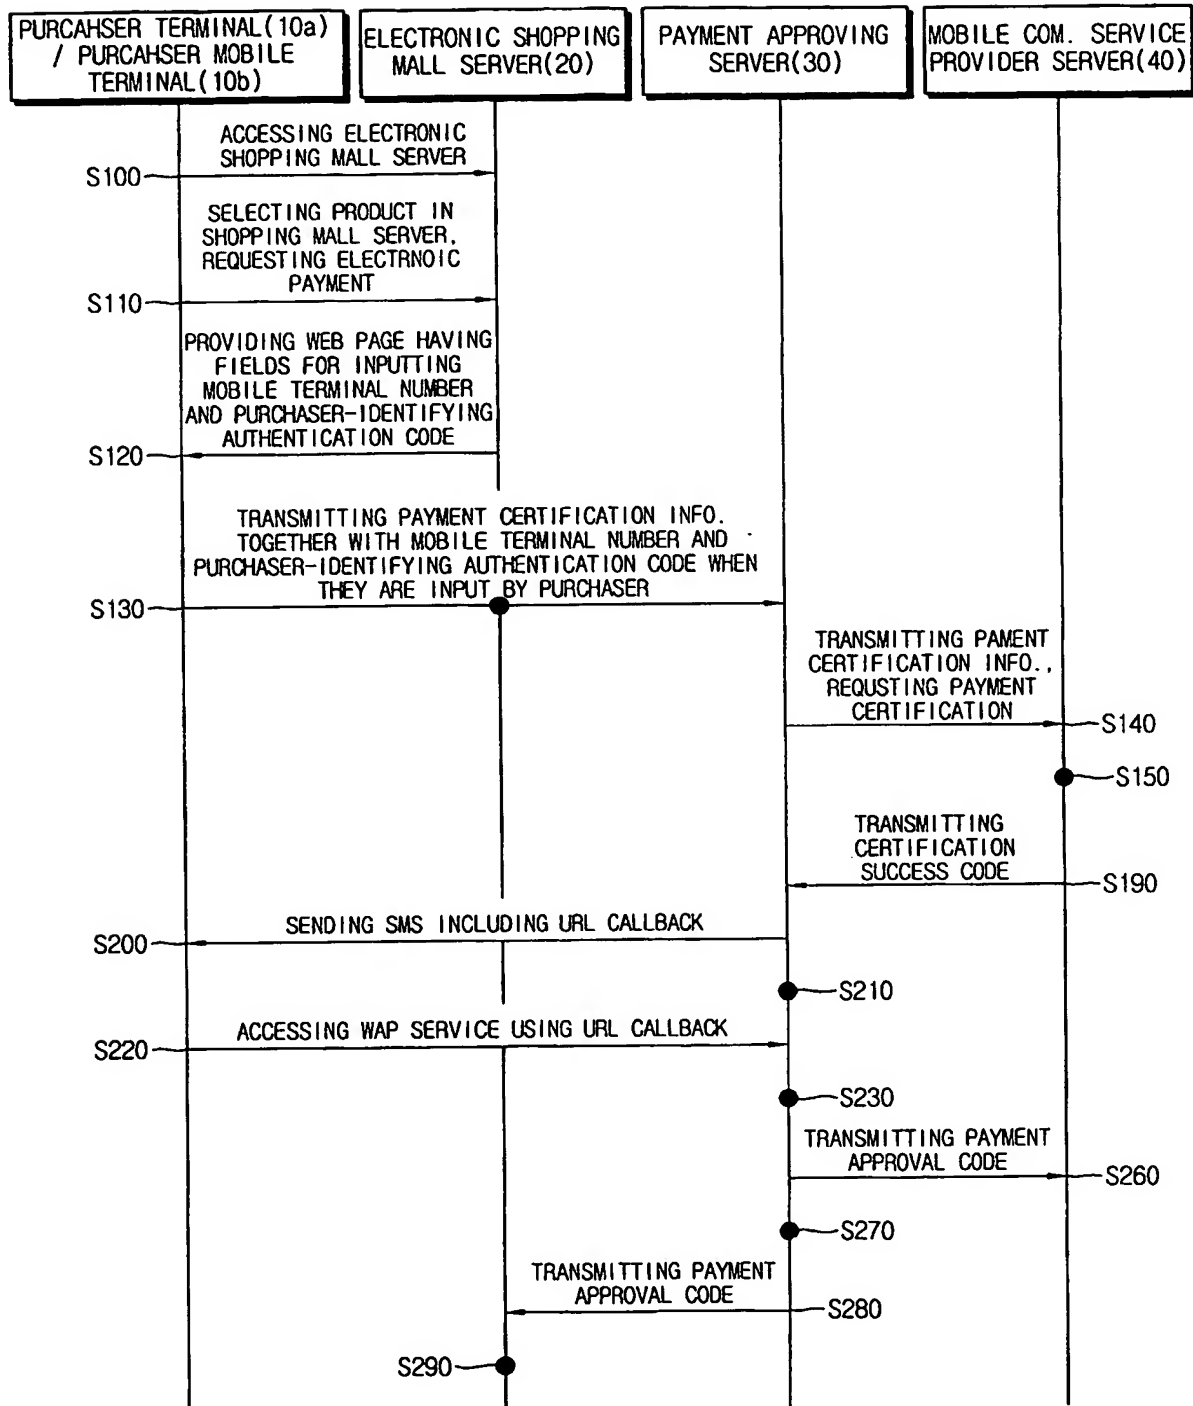 PURCAHSER TERMINAL(10a)
/ PURCAHSER MOBILE
TERMINAL(10b)
ELECTRONIC SHOPPING
MALL SERVER(20)
PAYMENT APPROVING
SERVER(30)
MOBILE COM. SERVICE
PROVIDER SERVER(40)
ACCESSING ELECTRONIC
SHOPPING MALL SERVER
S100
SELECTING PRODUCT IN
SHOPPING MALL SERVER,
REQUESTING ELECTRNOIC
PAYMENT
S110
PROVIDING WEB PAGE HAVING
FIELDS FOR INPUTTING
MOBILE TERMINAL NUMBER
AND PURCHASER-IDENTIFYING
AUTHENTICATION CODE
S120
TRANSMITTING PAYMENT CERTIFICATION INFO.
TOGETHER WITH MOBILE TERMINAL NUMBER AND
PURCHASER-IDENTIFYING AUTHENTICATION CODE WHEN
THEY ARE INPUT BY PURCHASER
S130
TRANSMITTING PAMENT
CERTIFICATION INFO.,
REQUSTING PAYMENT
CERTIFICATION
S140
S150
TRANSMITTING
CERTIFICATION
SUCCESS CODE
S190
SENDING SMS INCLUDING URL CALLBACK
S200
S210
ACCESSING WAP SERVICE USING URL CALLBACK
S220
S230
TRANSMITTING PAYMENT
APPROVAL CODE
S260
S270
TRANSMITTING PAYMENT
APPROVAL CODE
S280
S290